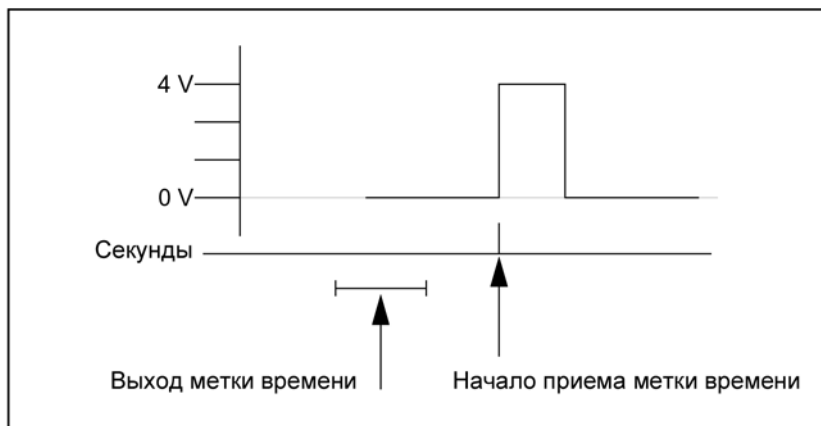 4 V
0 V
Секунды
Выход метки времени
Начало приема метки времени